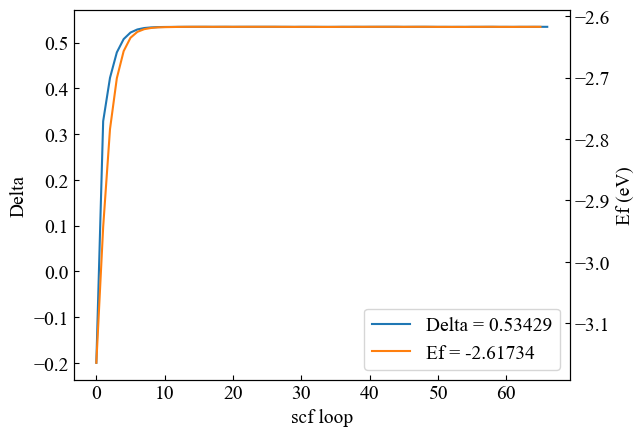 0.5
0.4
0.3
0.2
0.1
0.0
−0.1
−0.2
Delta
−2.6
−2.7
−2.8
−2.9
−3.0
−3.1
Ef (eV)
Delta = 0.53429
Ef = -2.61734
0 10 20 30 40 50 60
scf loop